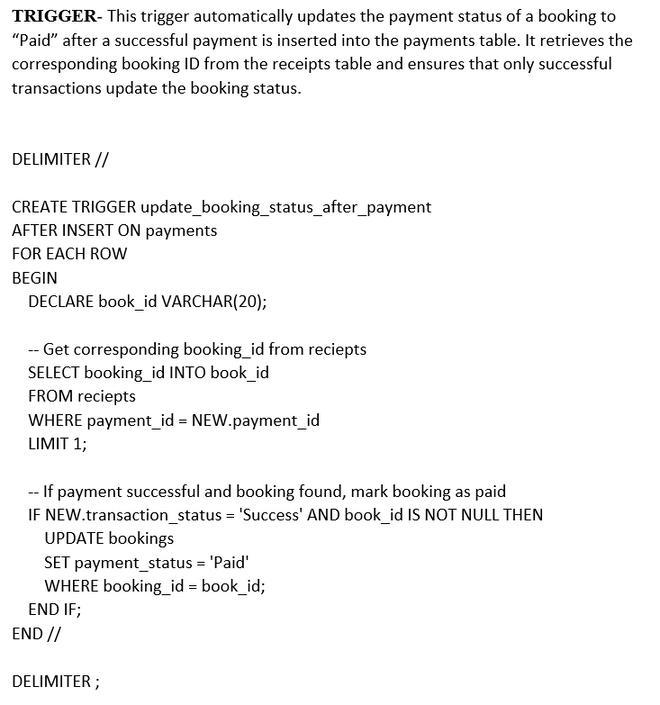 TRIGGER- This trigger automatically updates the payment status of a booking to
“Paid” after a successful payment is inserted into the payments table. It retrieves the
corresponding booking ID from the receipts table and ensures that only successful
transactions update the booking status.
DELIMITER //
CREATE TRIGGER update_booking_status_after_payment
AFTER INSERT ON payments
FOR EACH ROW
BEGIN
DECLARE book_id VARCHAR(20);
-- Get corresponding booking_id from reciepts
SELECT booking_id INTO book_id
FROM reciepts
WHERE payment_id = NEW.payment_id
LIMIT 1;
-- If payment successful and booking found, mark booking as paid
IF NEW.transaction_status = 'Success' AND book_id IS NOT NULL THEN
UPDATE bookings
SET payment_status = 'Paid'
WHERE booking_id = book_id;
END IF;
END //
DELIMITER ;